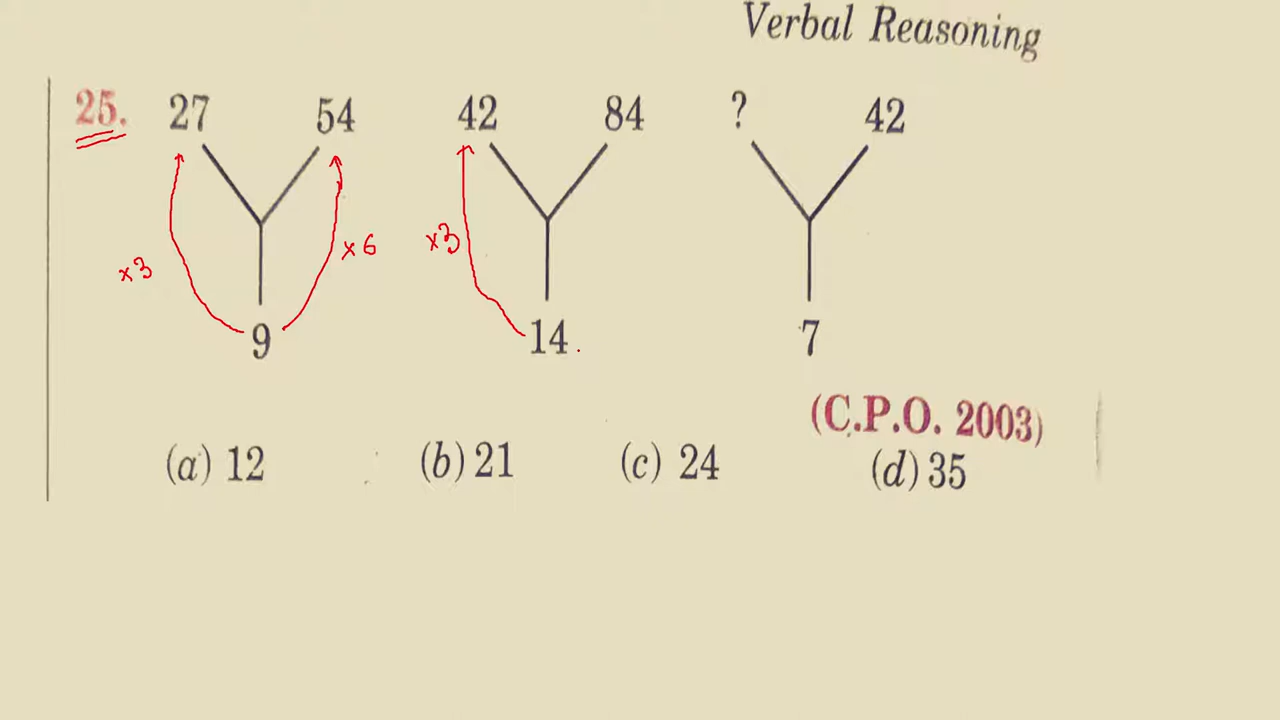 Verbal Reasoning
25. 27 54 42 84 ? 42
×3 ×6 ×3
9 14. 7
(C.P.O. 2003)
(a) 12 (b) 21 (c) 24 (d) 35